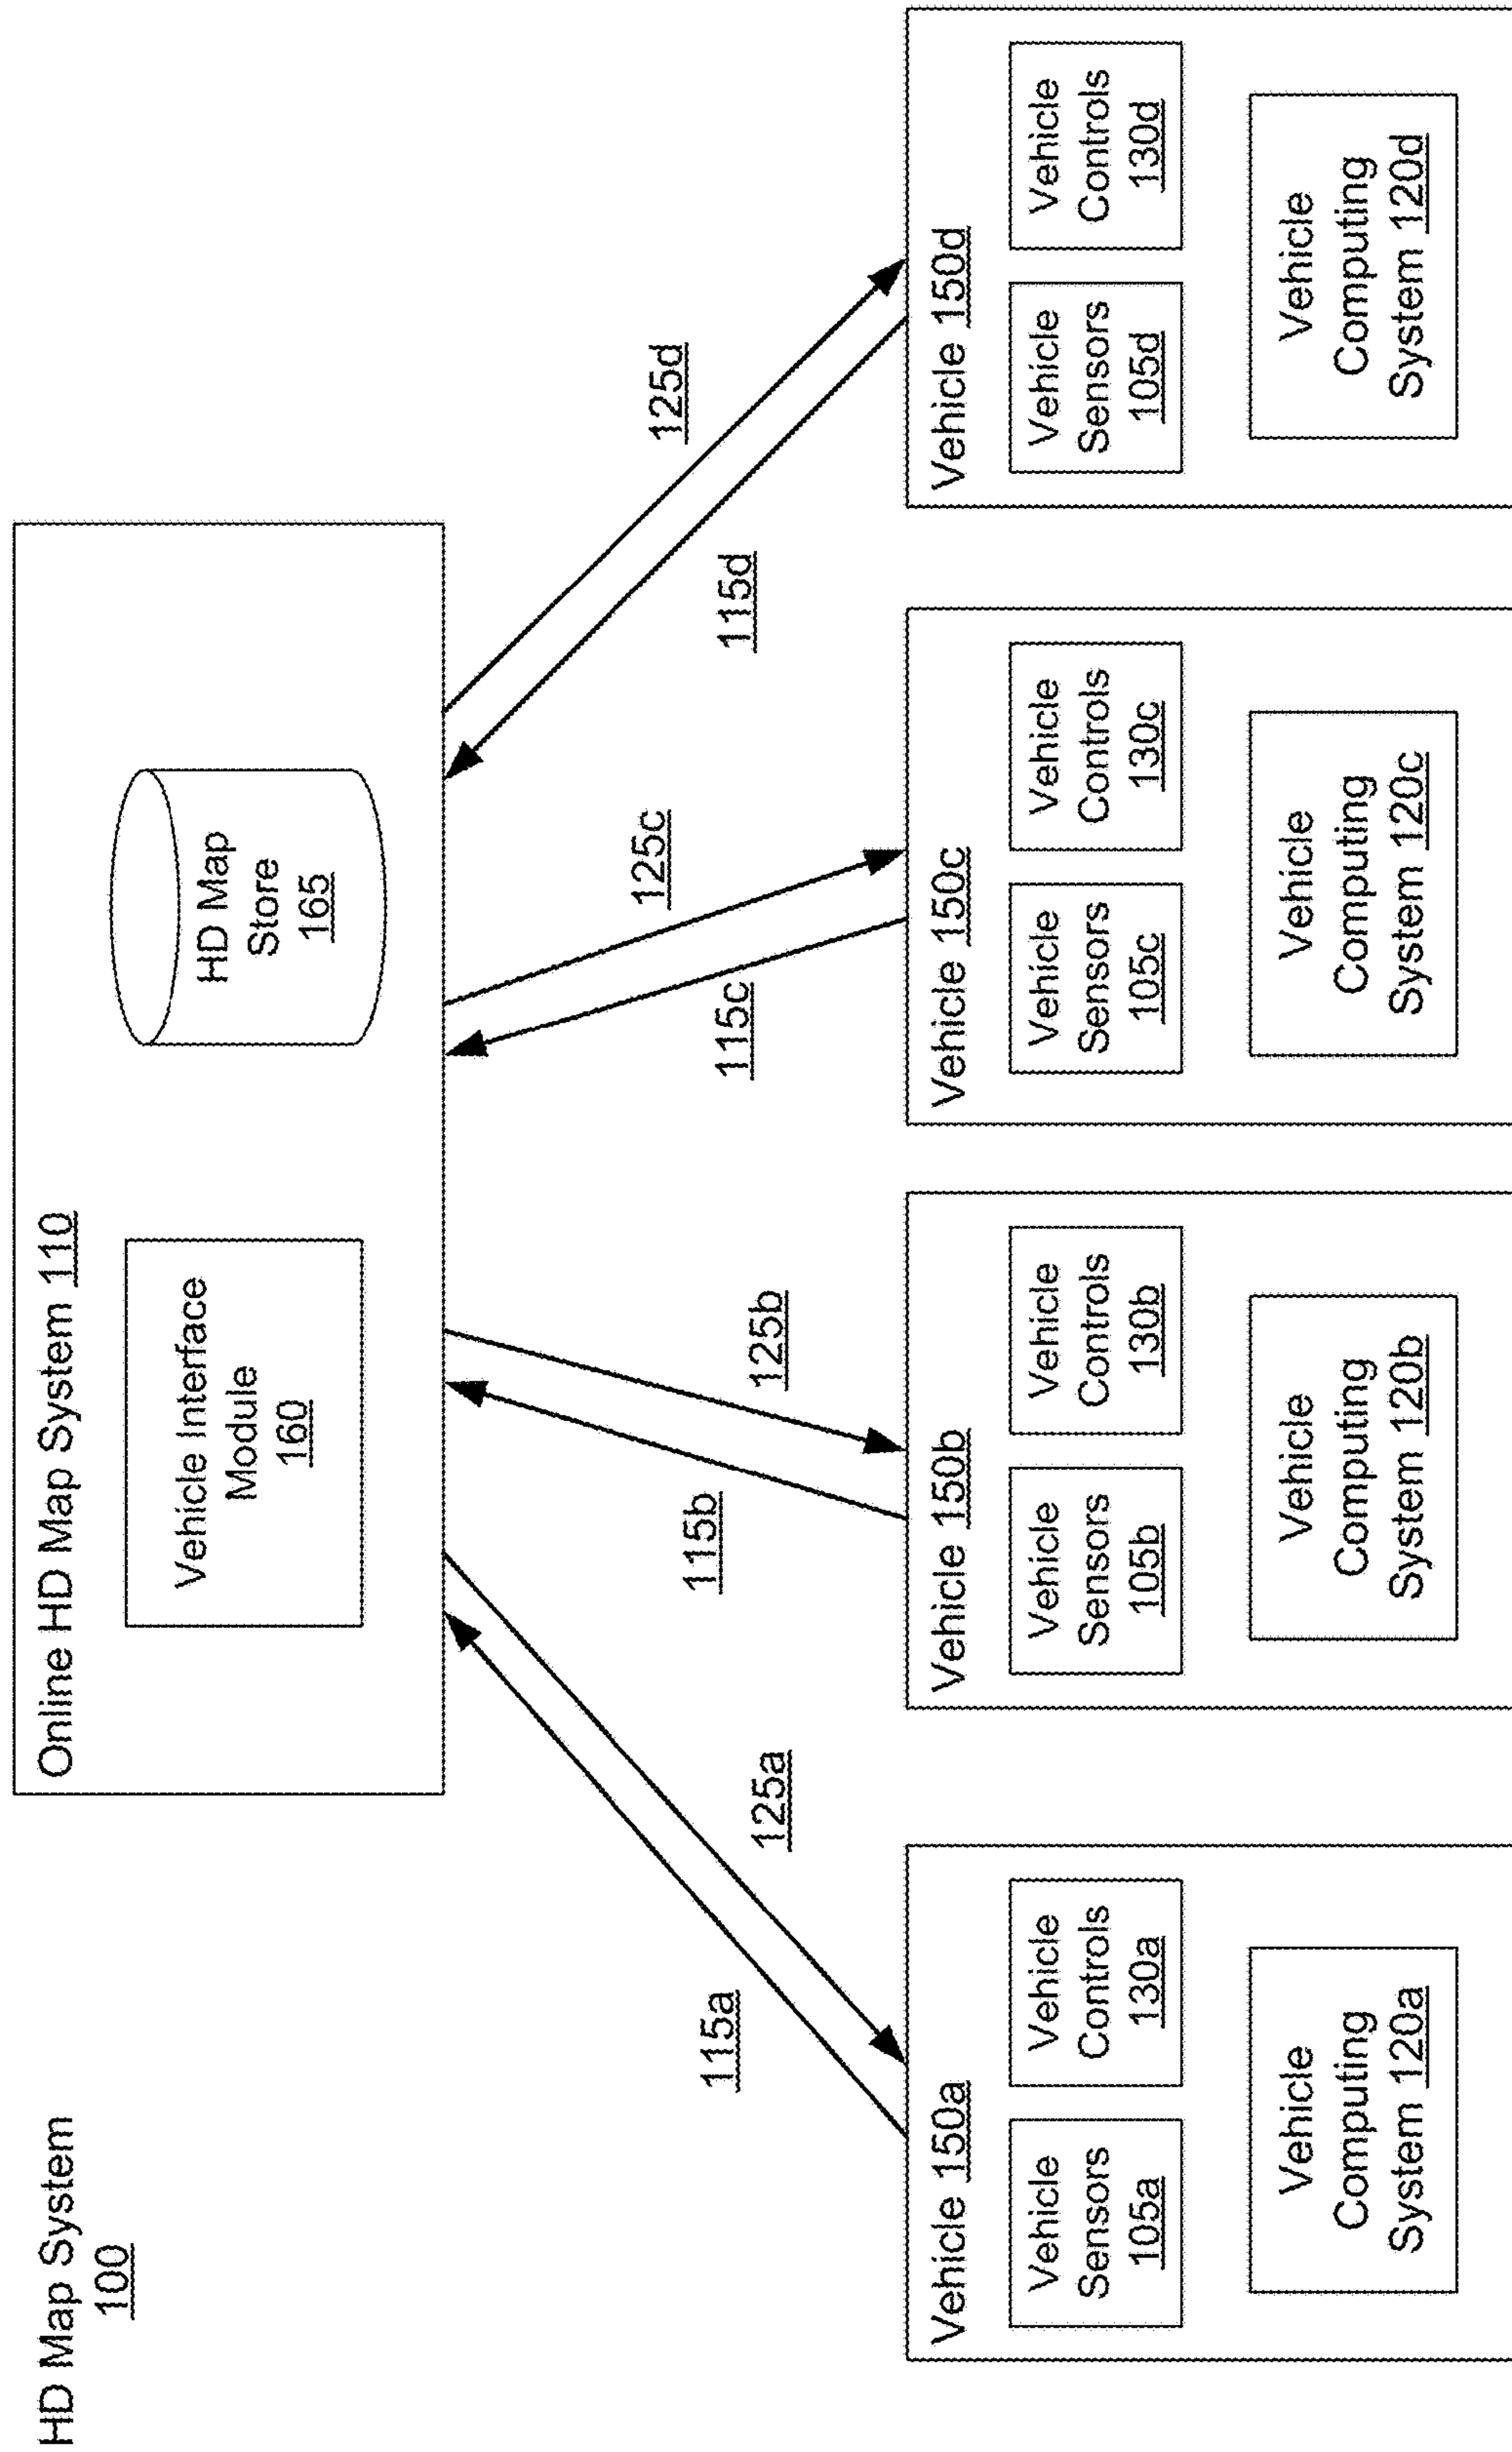 HD Map System
100
Online HD Map System 110
Vehicle Interface
Module
160
HD Map
Store
165
115a
125a
115b
125b
115c
125c
115d
125d
Vehicle 150a
Vehicle
Sensors
105a
Vehicle
Controls
130a
Vehicle
Computing
System 120a
Vehicle 150b
Vehicle
Sensors
105b
Vehicle
Controls
130b
Vehicle
Computing
System 120b
Vehicle 150c
Vehicle
Sensors
105c
Vehicle
Controls
130c
Vehicle
Computing
System 120c
Vehicle 150d
Vehicle
Sensors
105d
Vehicle
Controls
130d
Vehicle
Computing
System 120d